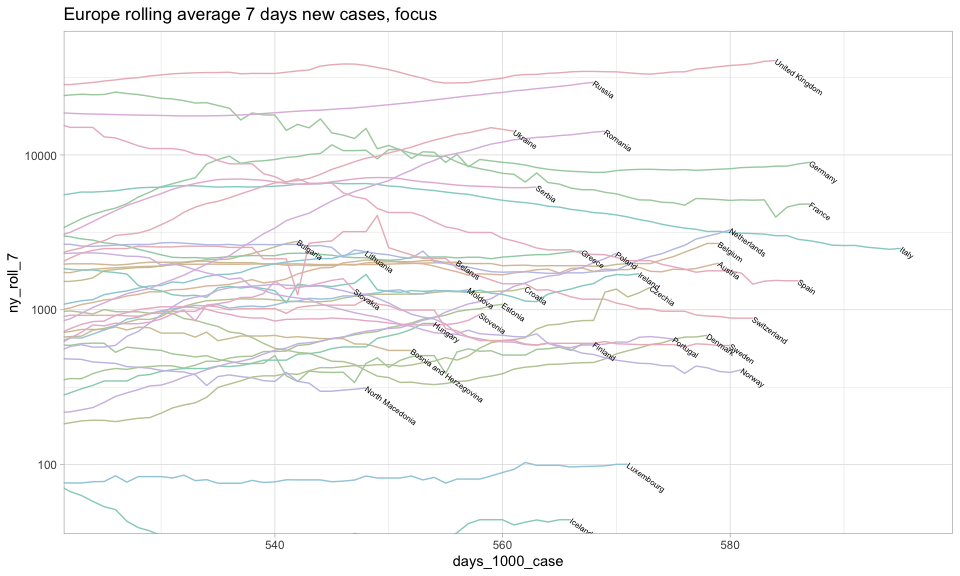 Europe rolling average 7 days new cases, focus
ny_roll_7
10000
1000
100
United Kingdom
Russia
Ukraine
Romania
Germany
Serbia
France
Netherlands
Italy
Bulgaria
Lithuania
Belarus
Greece
Poland
Ireland
Belgium
Austria
Spain
Slovakia
Moldova
Croatia
Estonia
Czechia
Slovenia
Hungary
Switzerland
Finland
Portugal
Denmark
Sweden
Norway
Bosnia and Herzegovina
North Macedonia
Luxembourg
Iceland
540
560
580
days_1000_case